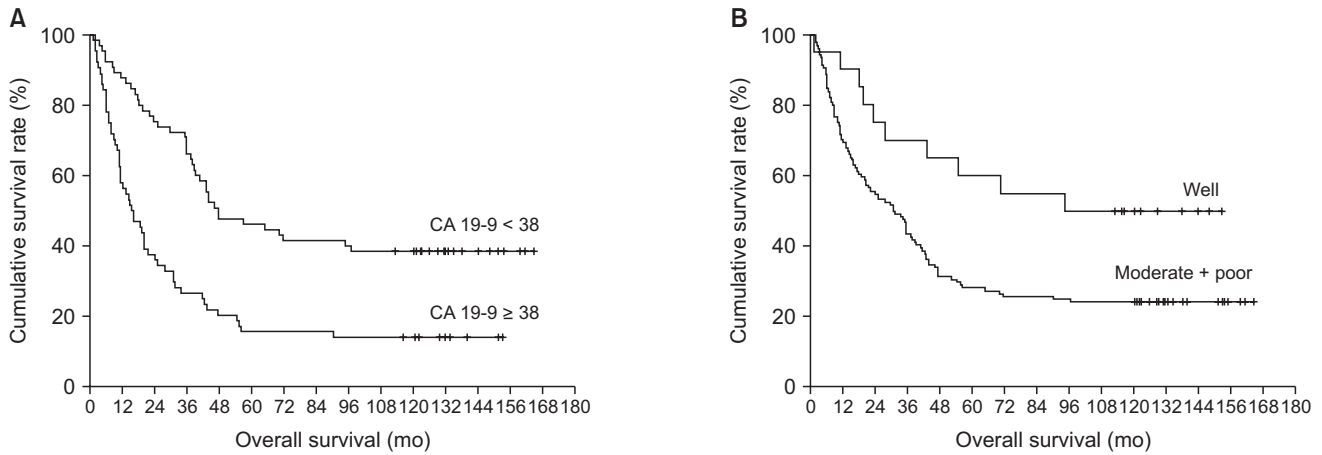 A
Cumulative survival rate (%)
100
80
60
40
20
0
CA 19-9 < 38
CA 19-9 ≥ 38
0 12 24 36 48 60 72 84 96 108 120 132 144 156 168 180
Overall survival (mo)
B
Cumulative survival rate (%)
100
80
60
40
20
0
Well
Moderate + poor
0 12 24 36 48 60 72 84 96 108 120 132 144 156 168 180
Overall survival (mo)